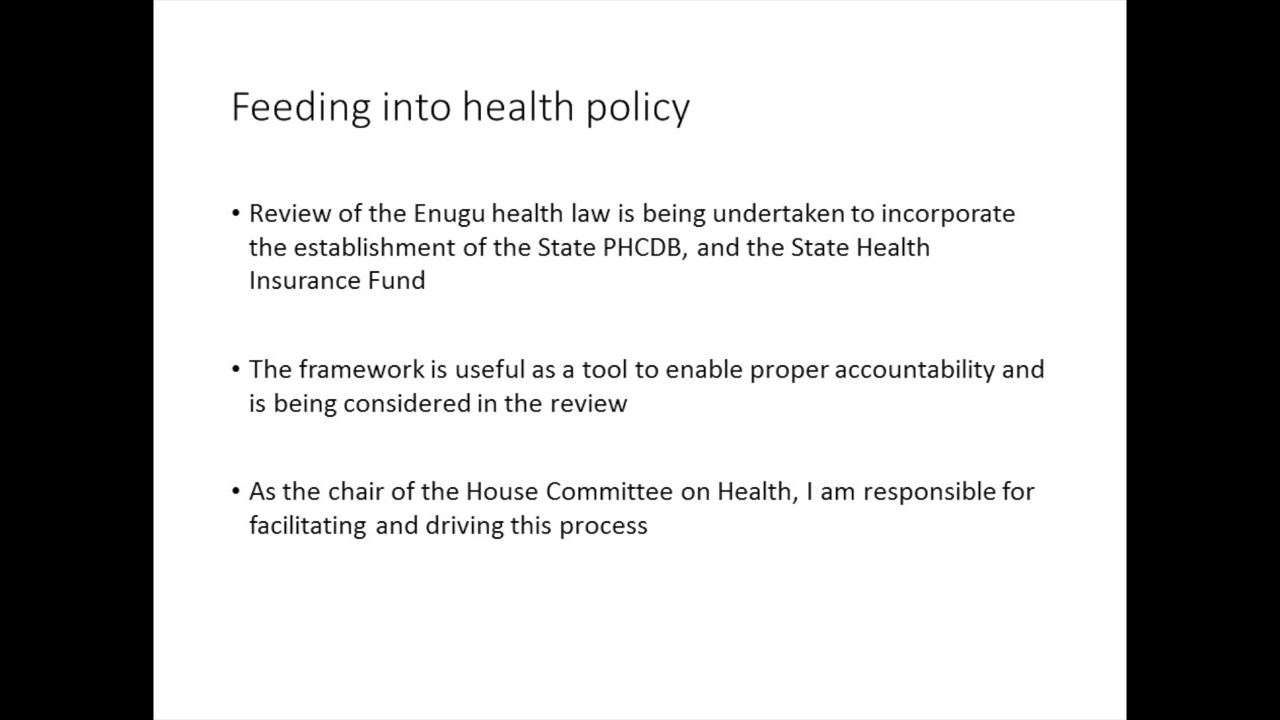 Feeding into health policy
• Review of the Enugu health law is being undertaken to incorporate
the establishment of the State PHCDB, and the State Health
Insurance Fund
• The framework is useful as a tool to enable proper accountability and
is being considered in the review
• As the chair of the House Committee on Health, I am responsible for
facilitating and driving this process